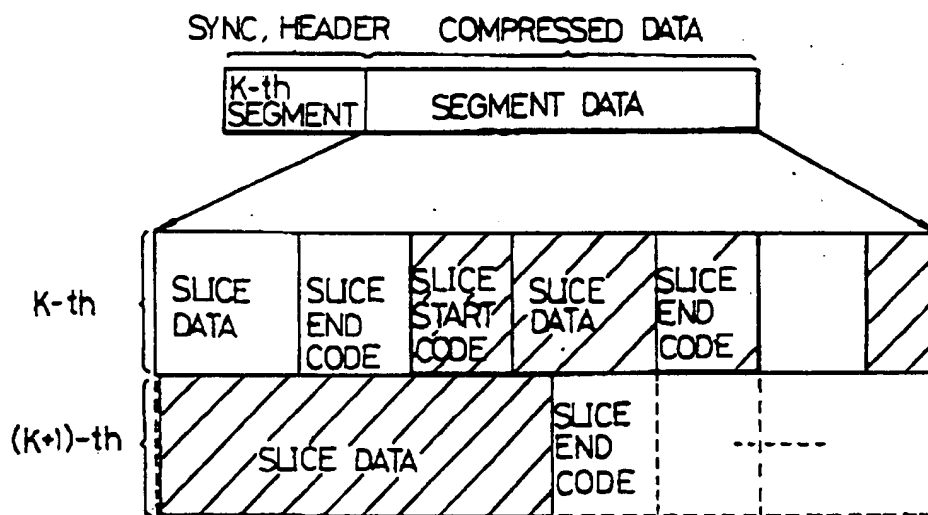 SYNC, HEADER COMPRESSED DATA
K-th
SEGMENT
SEGMENT DATA
K-th
SLICE
DATA
SLICE
END
CODE
SLICE
START
CODE
SLICE
DATA
SLICE
END
CODE
(K+1)-th
SLICE DATA
SLICE
END
CODE